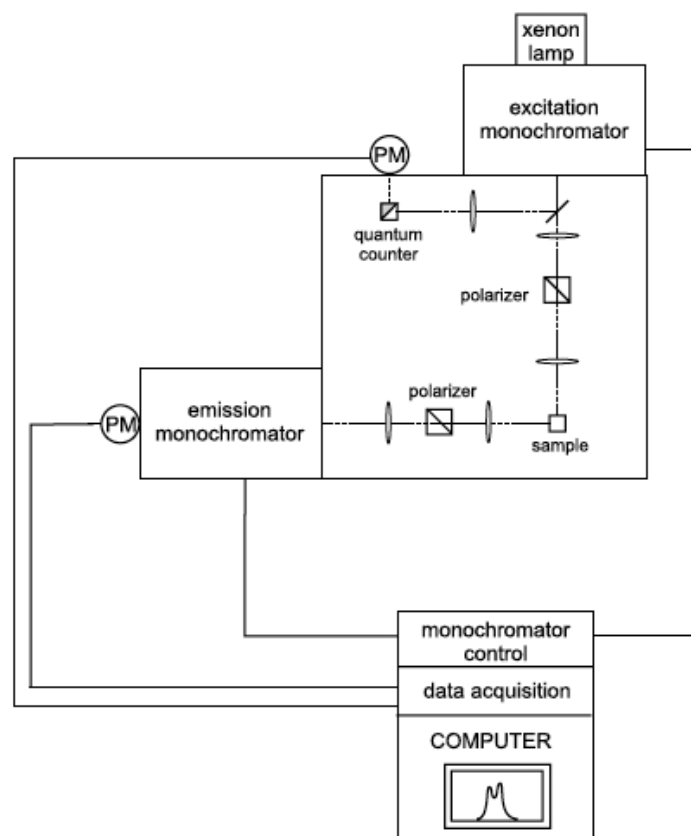 xenon
lamp
excitation
monochromator
PM
quantum
counter
polarizer
polarizer
emission
monochromator
PM
sample
monochromator
control
data acquisition
COMPUTER